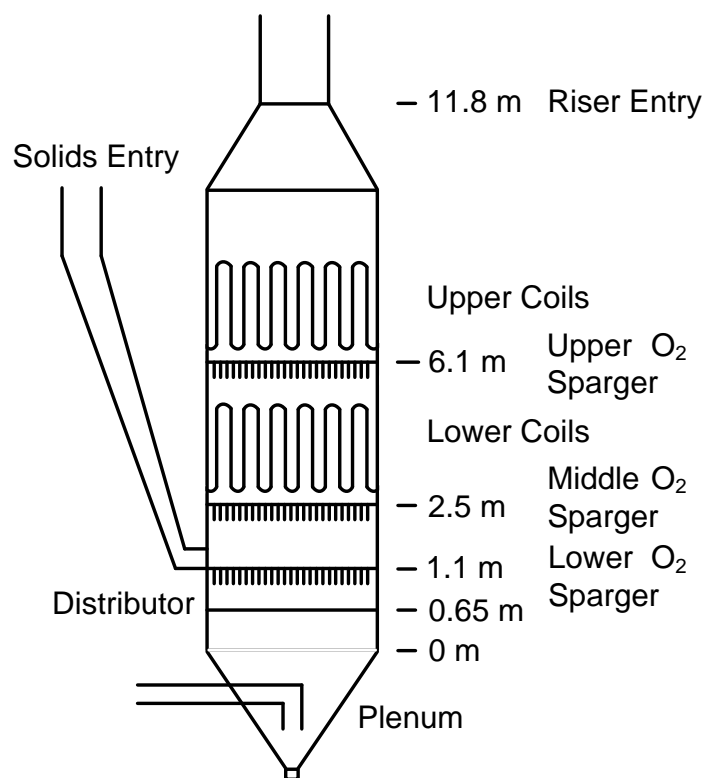 11.8 m Riser Entry
Solids Entry
Upper Coils
6.1 m Upper O₂
Sparger
Lower Coils
2.5 m Middle O₂
Sparger
1.1 m Lower O₂
Sparger
Distributor
0.65 m
0 m
Plenum